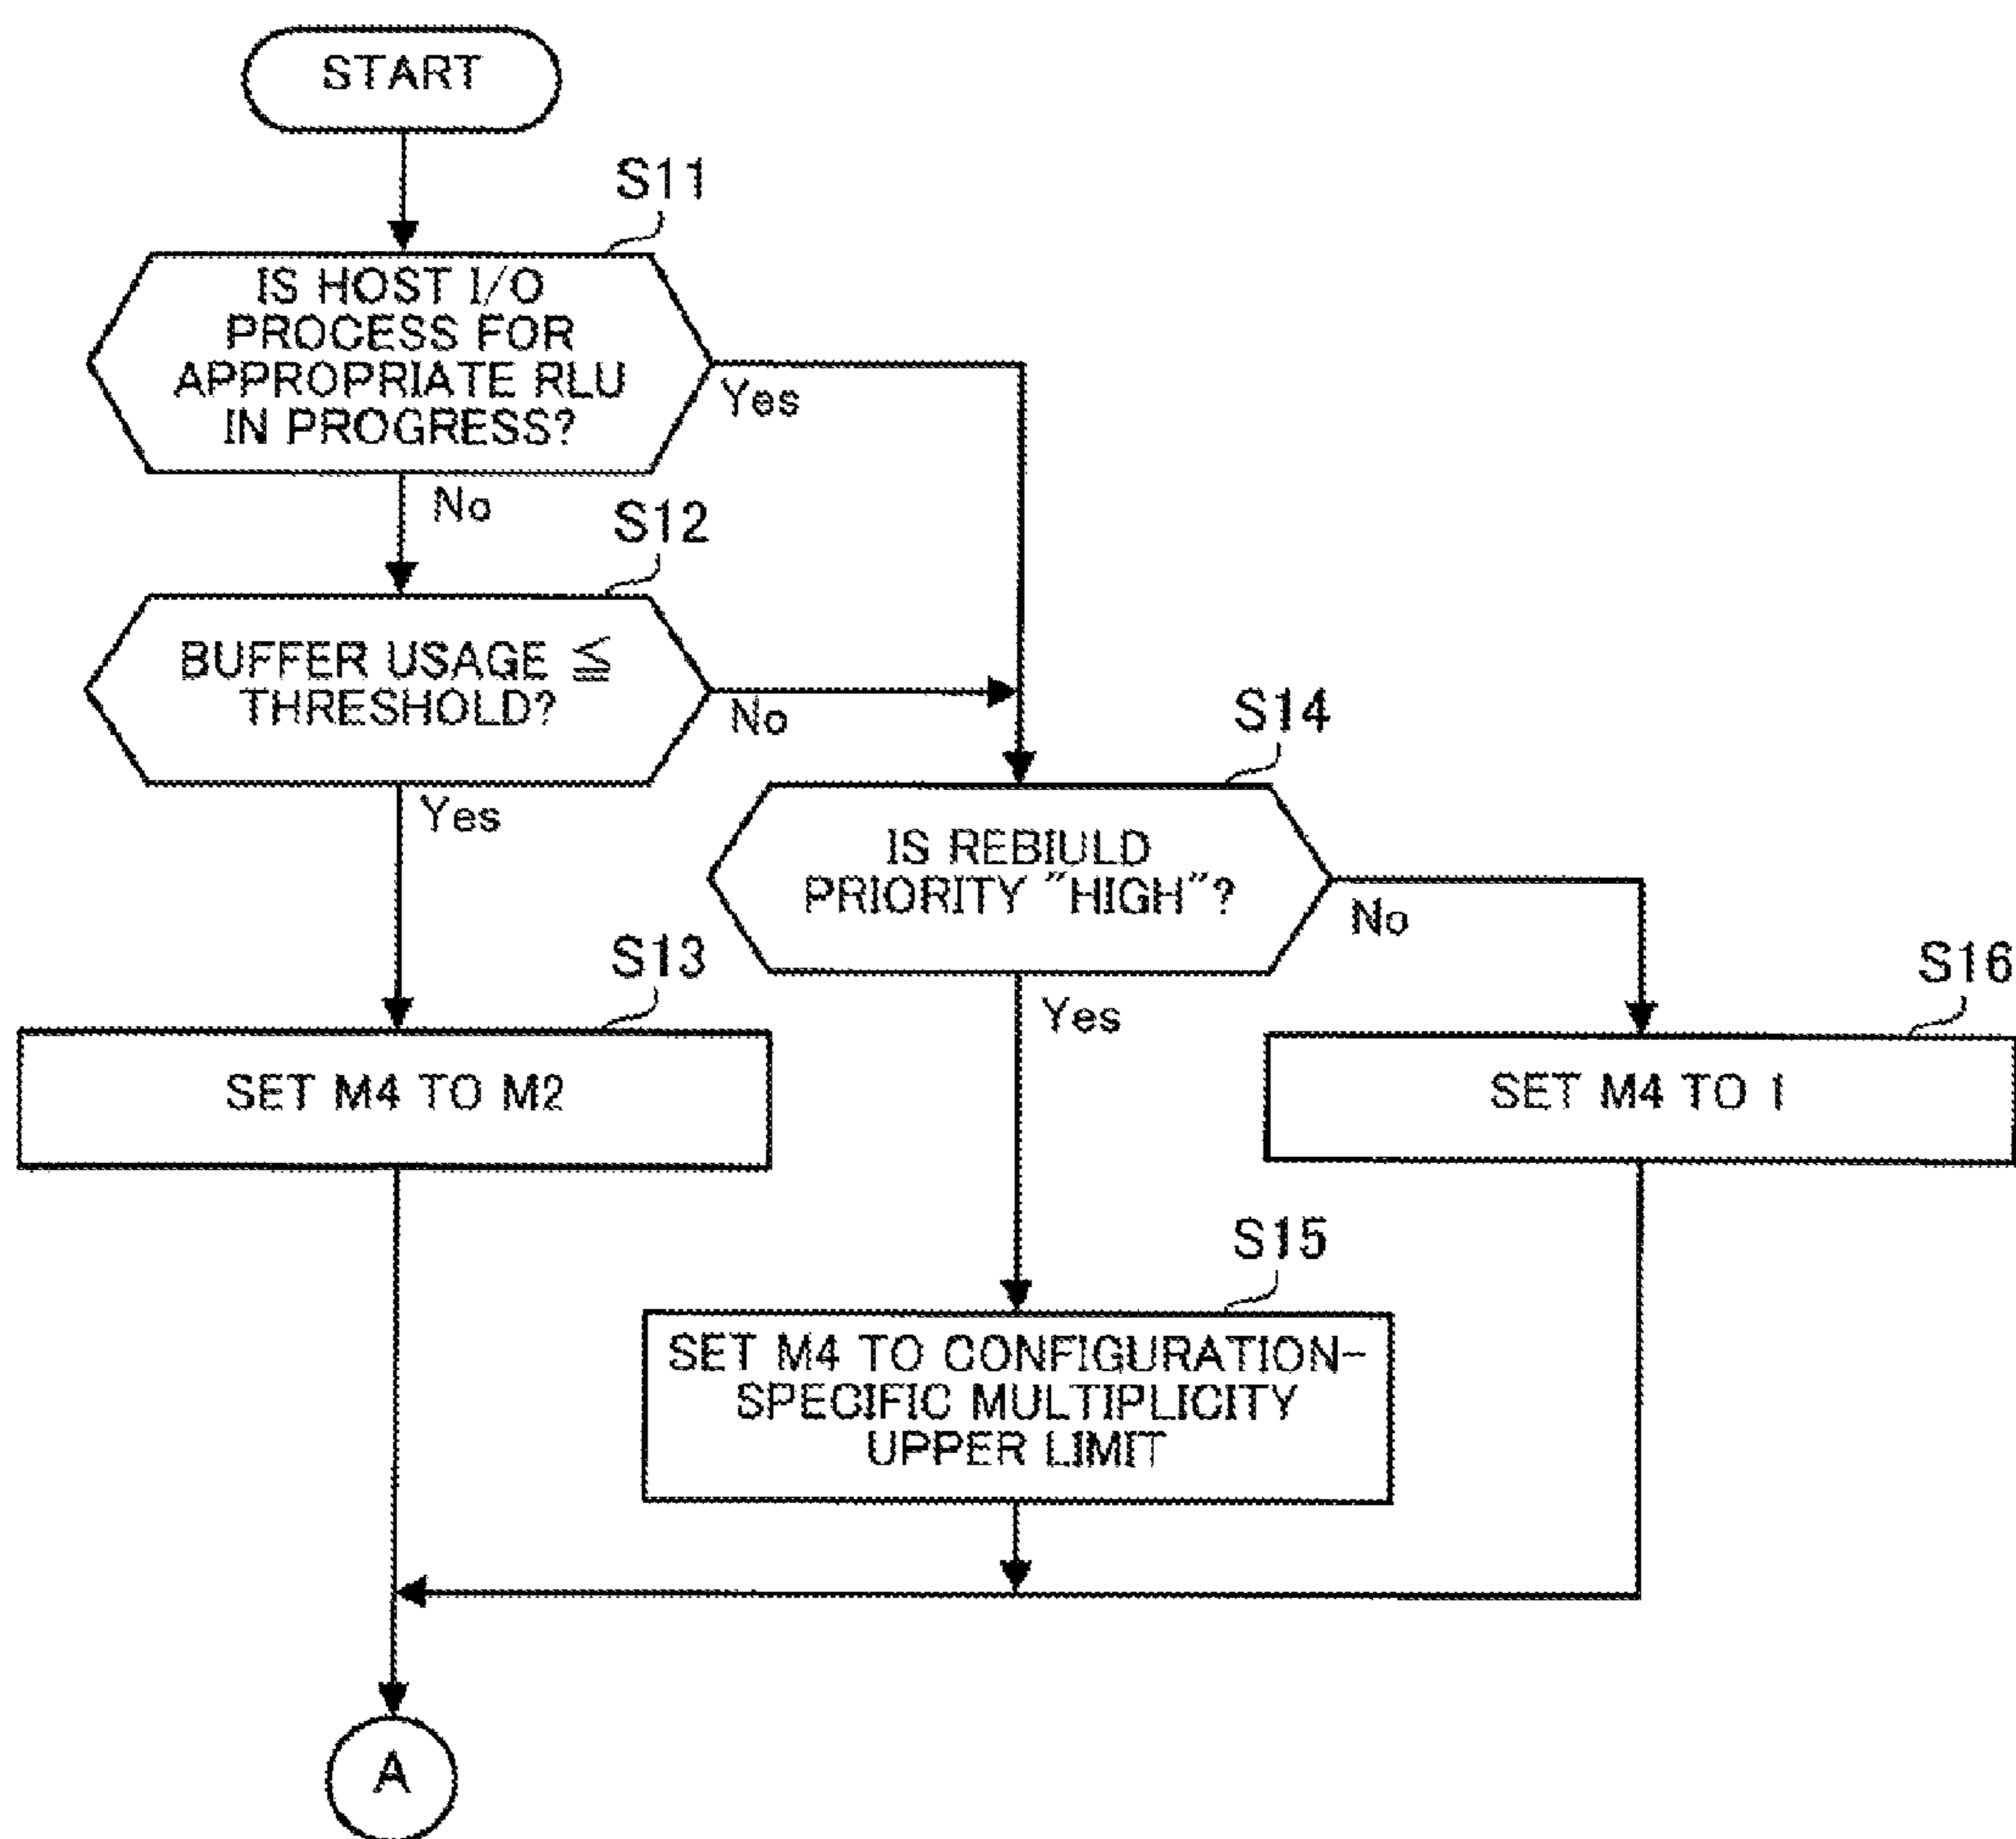 START
S11
IS HOST I/O
PROCESS FOR
APPROPRIATE RLU
IN PROGRESS?
Yes
No
S12
BUFFER USAGE ≦
THRESHOLD?
No
Yes
S14
IS REBIULD
PRIORITY "HIGH"?
No
Yes
S13
SET M4 TO M2
S16
SET M4 TO 1
S15
SET M4 TO CONFIGURATION-
SPECIFIC MULTIPLICITY
UPPER LIMIT
A